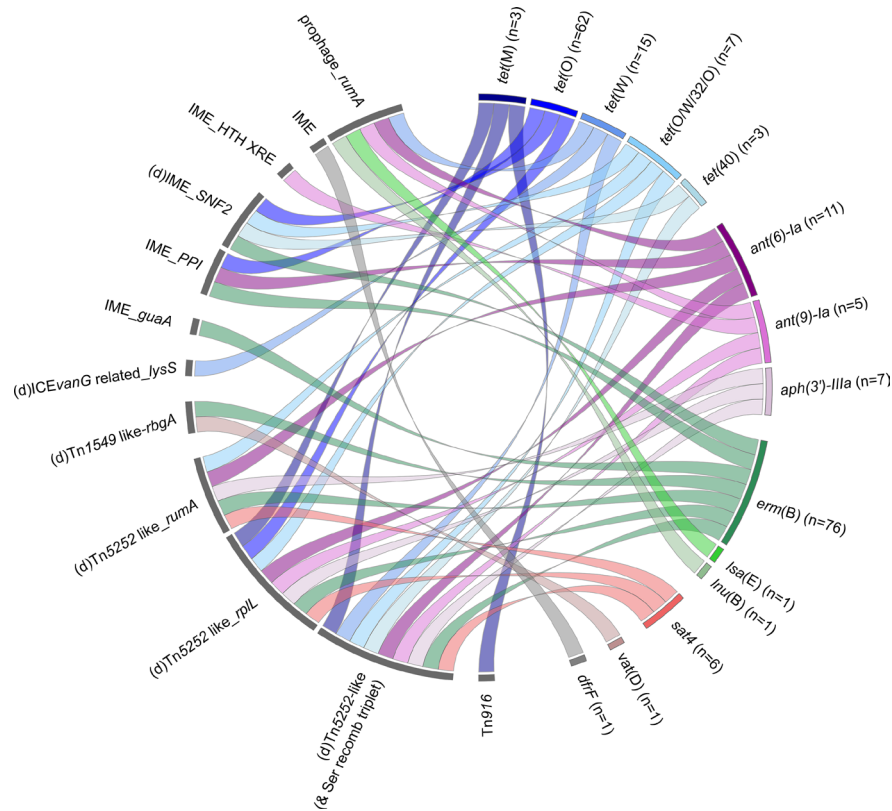 tet(M) (n=3)
tet(O) (n=62)
tet(W) (n=15)
tet(O/W/32/O) (n=7)
tet(40) (n=3)
ant(6)-Ia (n=11)
ant(9)-Ia (n=5)
aph(3')-IIIa (n=7)
erm(B) (n=76)
lsa(E) (n=1)
lnu(B) (n=1)
sat4 (n=6)
vat(D) (n=1)
dfrF (n=1)
Tn916
(d)Tn5252-like
(& Ser recomb triplet)
(d)Tn5252 like_rplL
(d)Tn5252 like_rumA
(d)Tn1549 like-rbgA
(d)ICEvanG related_lysS
IME_guaA
IME_PPI
(d)IME_SNF2
IME_HTH XRE
IME
prophage_rumA